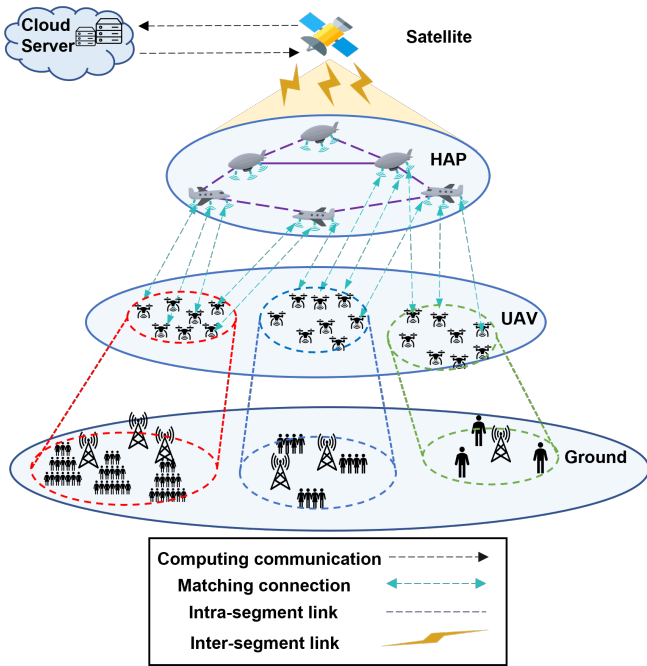 Cloud
Server
Satellite
HAP
UAV
Ground
Computing communication
Matching connection
Intra-segment link
Inter-segment link